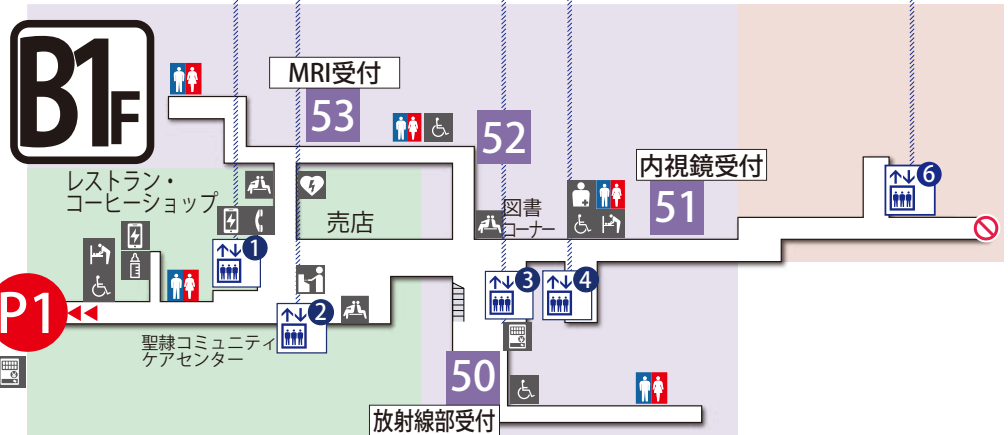 B1F
MRI受付
53
52
内視鏡受付
51
6
レストラン・
コーヒーショップ
売店
図書
コーナー
1
3
4
P1
2
聖隷コミュニティ
ケアセンター
50
放射線部受付